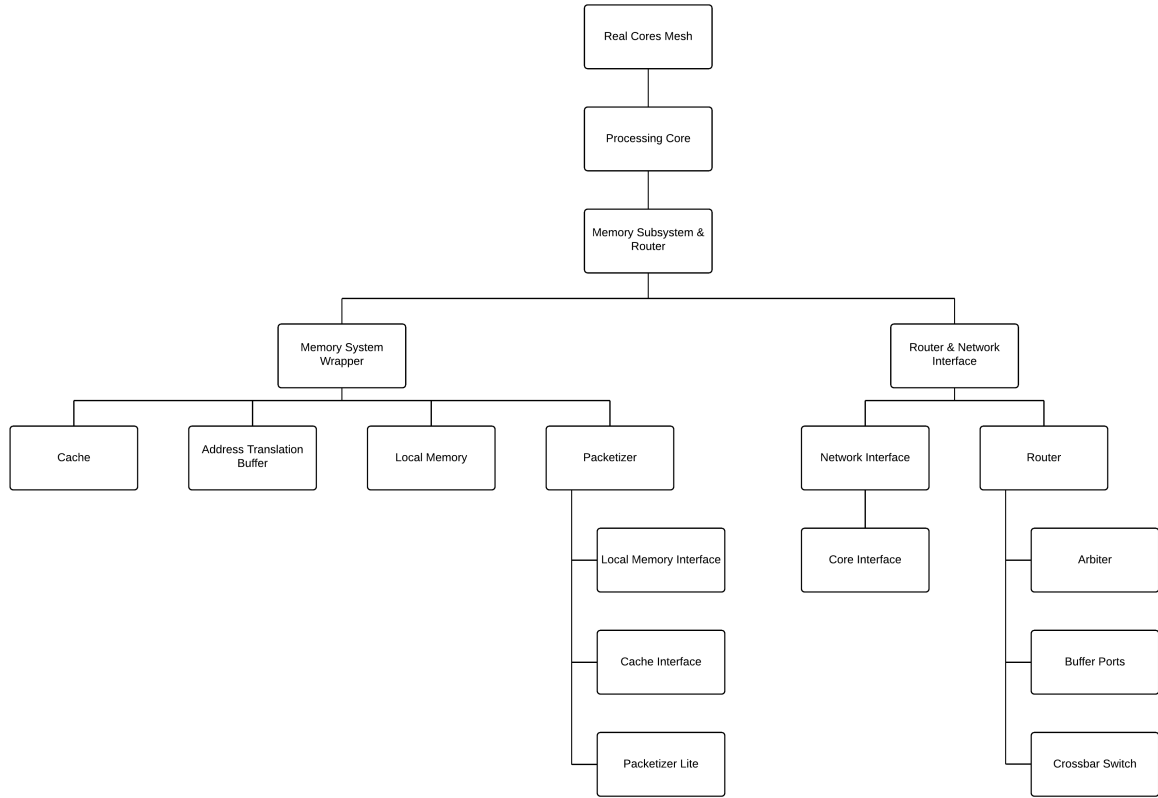 Real Cores Mesh
Processing Core
Memory Subsystem &
Router
Memory System
Wrapper
Router & Network
Interface
Cache
Address Translation
Buffer
Local Memory
Packetizer
Network Interface
Router
Local Memory Interface
Core Interface
Arbiter
Cache Interface
Buffer Ports
Packetizer Lite
Crossbar Switch